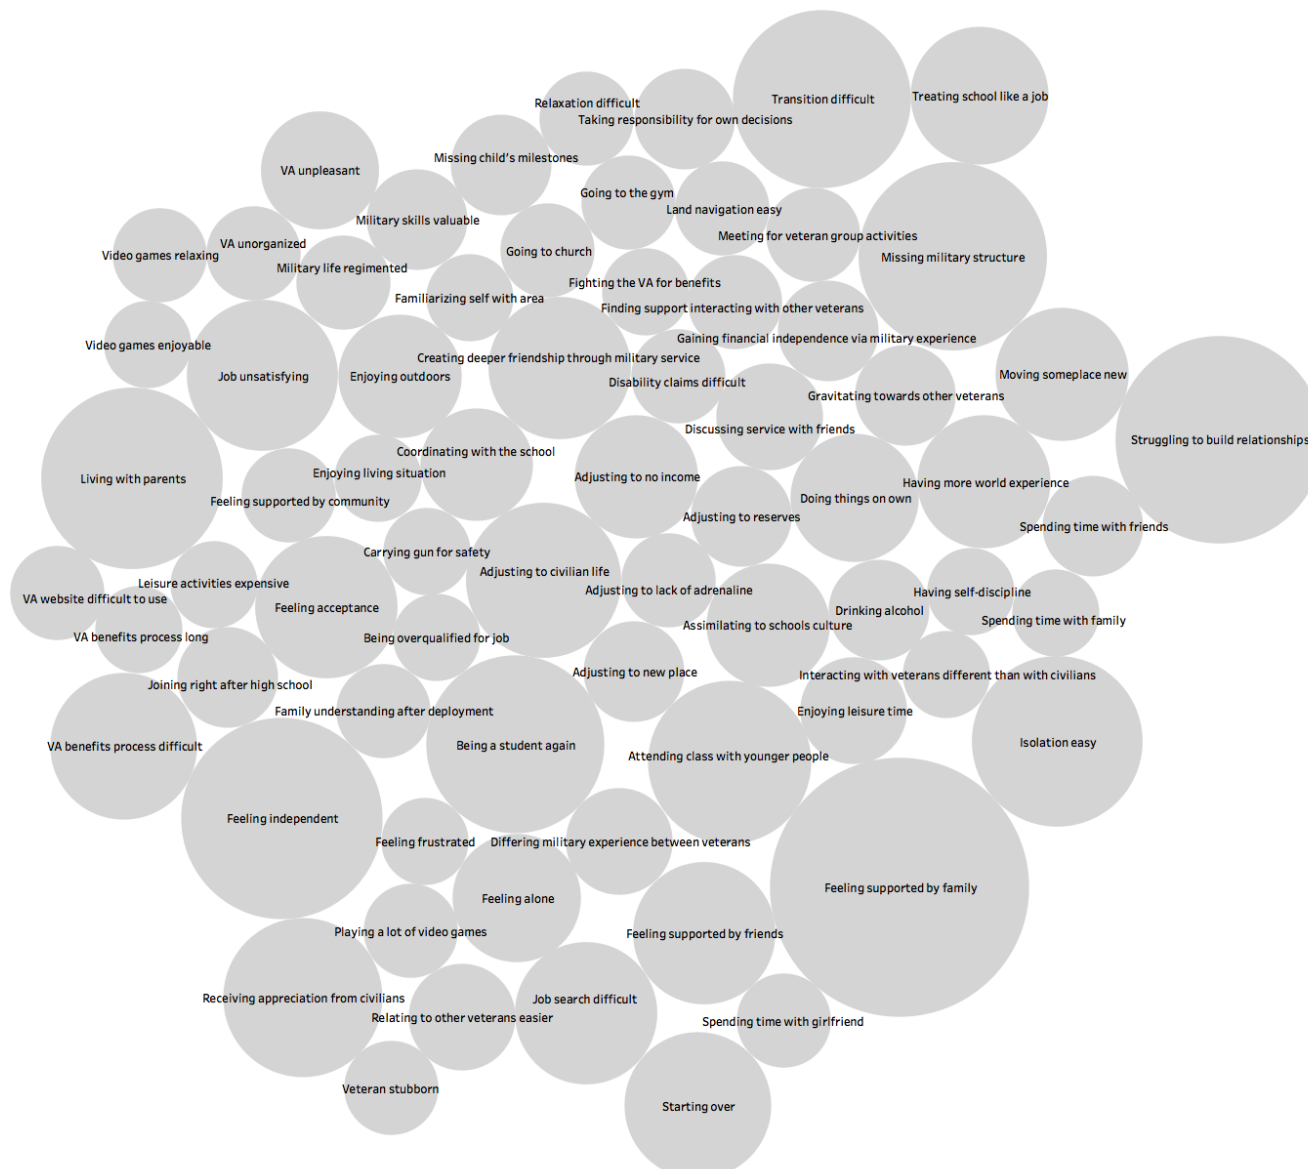 Transition difficult
Treating school like a job
Relaxation difficult
Taking responsibility for own decisions
Missing child's milestones
VA unpleasant
Going to the gym
Land navigation easy
Military skills valuable
Meeting for veteran group activities
VA unorganized
Going to church
Video games relaxing
Missing military structure
Military life regimented
Fighting the VA for benefits
Familiarizing self with area
Finding support interacting with other veterans
Gaining financial independence via military experience
Video games enjoyable
Creating deeper friendship through military service
Moving someplace new
Job unsatisfying
Enjoying outdoors
Disability claims difficult
Gravitating towards other veterans
Discussing service with friends
Struggling to build relationships
Coordinating with the school
Enjoying living situation
Adjusting to no income
Living with parents
Having more world experience
Doing things on own
Feeling supported by community
Adjusting to reserves
Spending time with friends
Carrying gun for safety
Adjusting to civilian life
Leisure activities expensive
Adjusting to lack of adrenaline
Having self-discipline
VA website difficult to use
Feeling acceptance
Drinking alcohol
Spending time with family
Assimilating to schools culture
VA benefits process long
Being overqualified for job
Adjusting to new place
Interacting with veterans different than with civilians
Joining right after high school
Family understanding after deployment
Enjoying leisure time
Isolation easy
VA benefits process difficult
Being a student again
Attending class with younger people
Feeling independent
Feeling frustrated
Differing military experience between veterans
Feeling supported by family
Feeling alone
Playing a lot of video games
Feeling supported by friends
Receiving appreciation from civilians
Job search difficult
Relating to other veterans easier
Spending time with girlfriend
Veteran stubborn
Starting over